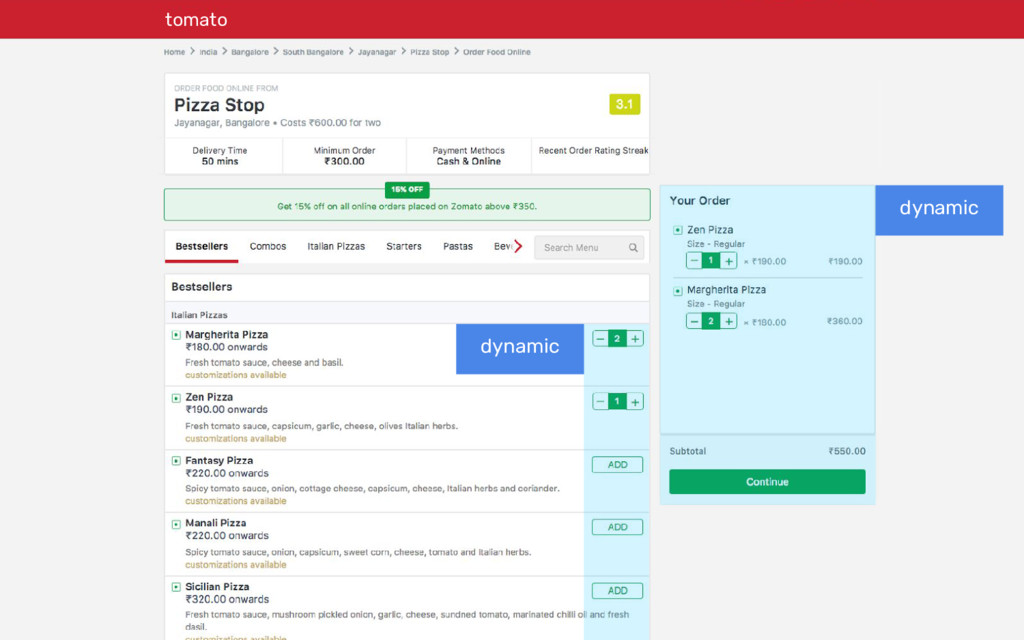 tomato
Home > India > Bangalore > South Bangalore > Jayanagar > Pizza Stop > Order Food Online
ORDER FOOD ONLINE FROM
Pizza Stop
3.1
Jayanagar, Bangalore • Costs ₹600.00 for two
Delivery Time
50 mins
Minimum Order
₹300.00
Payment Methods
Cash & Online
Recent Order Rating Streak
15% OFF
Get 15% off on all online orders placed on Zomato above ₹350.
Bestsellers Combos Italian Pizzas Starters Pastas Bev
Search Menu
Bestsellers
Italian Pizzas
Margherita Pizza
₹180.00 onwards
Fresh tomato sauce, cheese and basil.
customizations available
dynamic
− 2 +
Zen Pizza
₹190.00 onwards
Fresh tomato sauce, capsicum, garlic, cheese, olives Italian herbs.
customizations available
− 1 +
Fantasy Pizza
₹220.00 onwards
Spicy tomato sauce, onion, cottage cheese, capsicum, cheese, Italian herbs and coriander.
customizations available
ADD
Manali Pizza
₹220.00 onwards
Spicy tomato sauce, onion, capsicum, sweet corn, cheese, tomato and Italian herbs.
customizations available
ADD
Sicilian Pizza
₹320.00 onwards
Fresh tomato sauce, mushroom pickled onion, garlic, cheese, sundned tomato, marinated chilli oil and fresh
dasil.
customizations available
ADD
Your Order
dynamic
Zen Pizza
Size - Regular
− 1 + × ₹190.00 ₹190.00
Margherita Pizza
Size - Regular
− 2 + × ₹180.00 ₹360.00
Subtotal ₹550.00
Continue